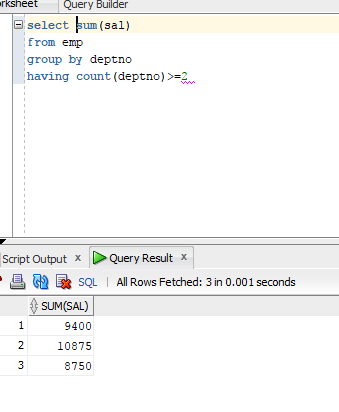 rksheet Query Builder
select sum(sal)
from emp
group by deptno
having count(deptno)>=2
Script Output x Query Result x
SQL | All Rows Fetched: 3 in 0.001 seconds
SUM(SAL)
1 9400
2 10875
3 8750